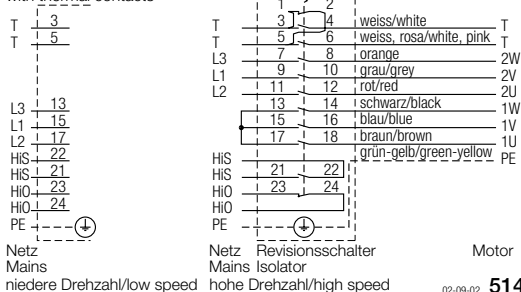 1 2
T 3 T 3 4 weiss/white T
T 5 T 5 6 weiss, rosa/white, pink T
L3 7 8 orange 2W
L1 9 10 grau/grey 2V
L2 11 12 rot/red 2U
L3 13 13 14 schwarz/black 1W
L1 15 15 16 blau/blue 1V
L2 17 17 18 braun/brown 1U
HiS 22 HiS grün-gelb/green-yellow PE
HiS 21 HiS 21 22
HiO 23 HiO 23 24
HiO 24 HiO
PE PE
Netz Netz Revisionsschalter Motor
Mains Mains Isolator
niedere Drehzahl/low speed hohe Drehzahl/high speed
02-09-02 514